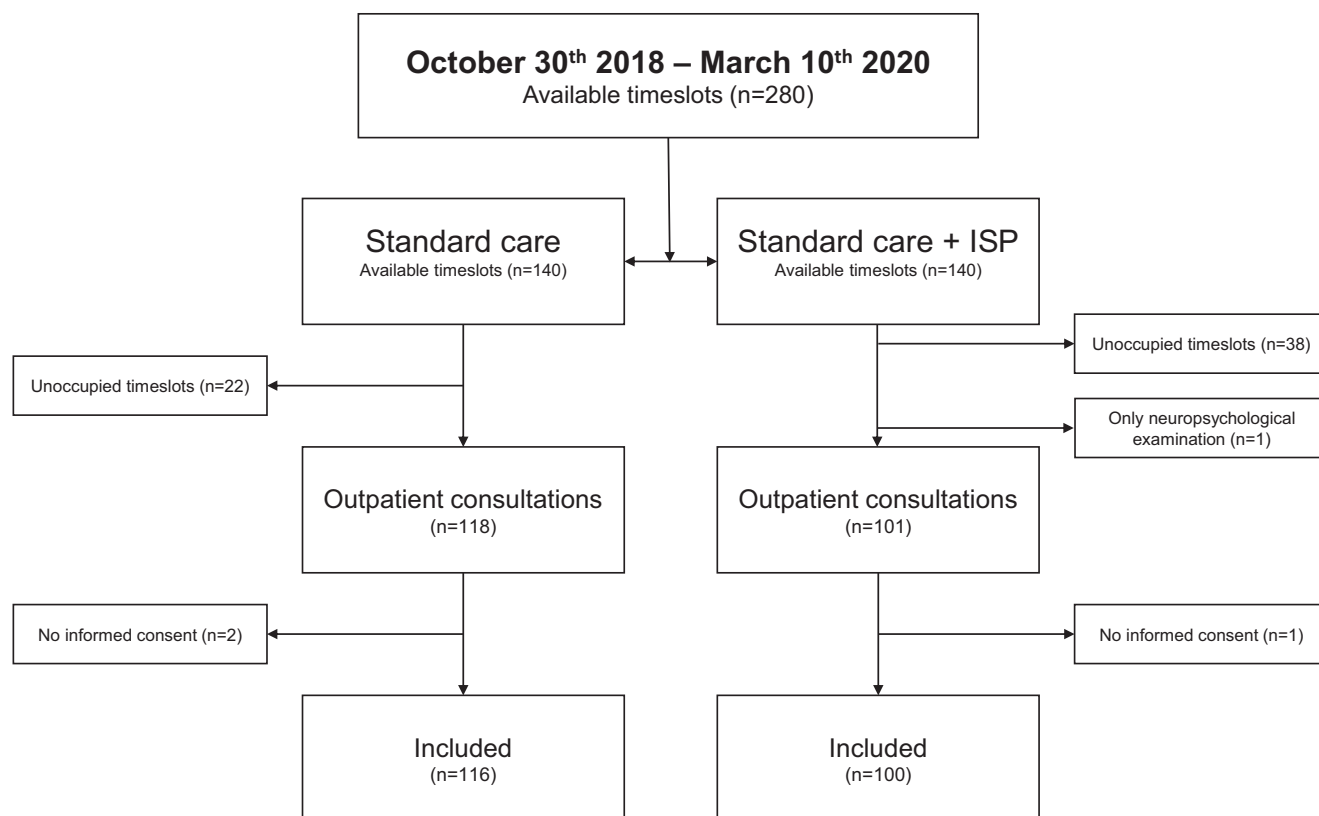 October 30th 2018 – March 10th 2020
Available timeslots (n=280)
Standard care
Available timeslots (n=140)
Standard care + ISP
Available timeslots (n=140)
Unoccupied timeslots (n=22)
Unoccupied timeslots (n=38)
Only neuropsychological
examination (n=1)
Outpatient consultations
(n=118)
Outpatient consultations
(n=101)
No informed consent (n=2)
No informed consent (n=1)
Included
(n=116)
Included
(n=100)